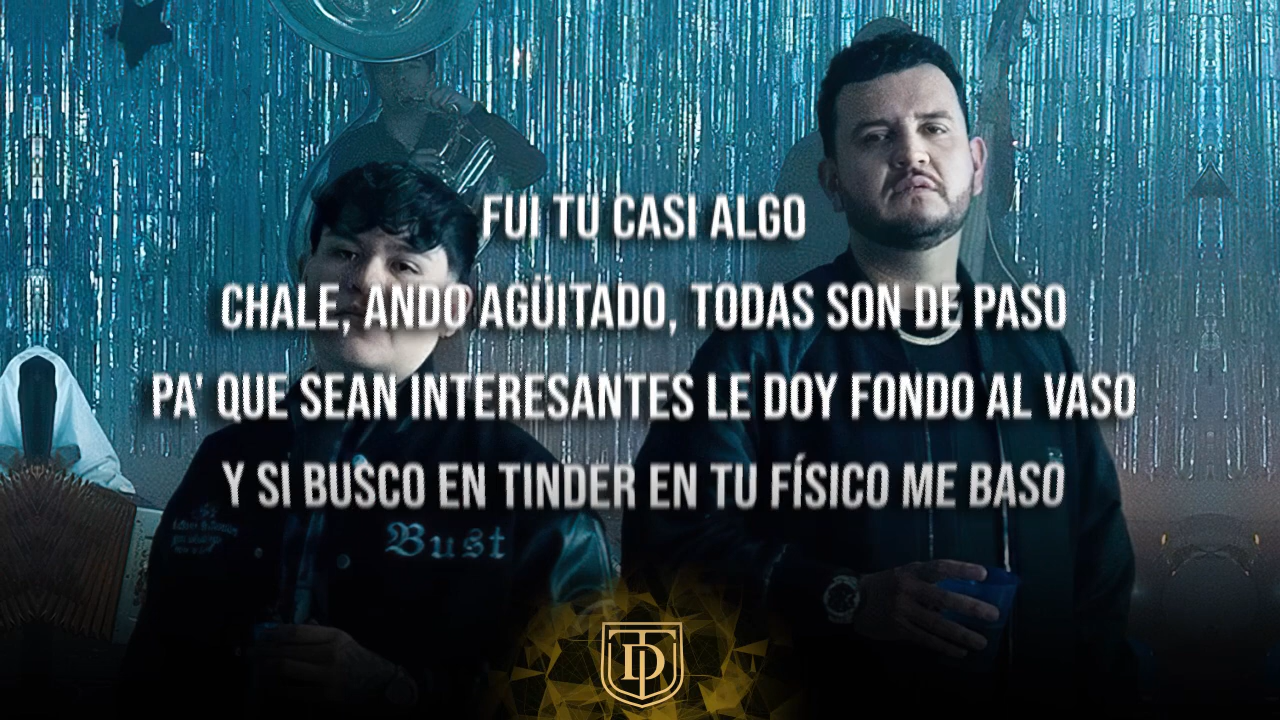 FUI TU CASI ALGO
CHALE, ANDO AGÜITADO, TODAS SON DE PASO
PA' QUE SEAN INTERESANTES LE DOY FONDO AL VASO
Y SI BUSCO EN TINDER EN TU FÍSICO ME BASO
Bust